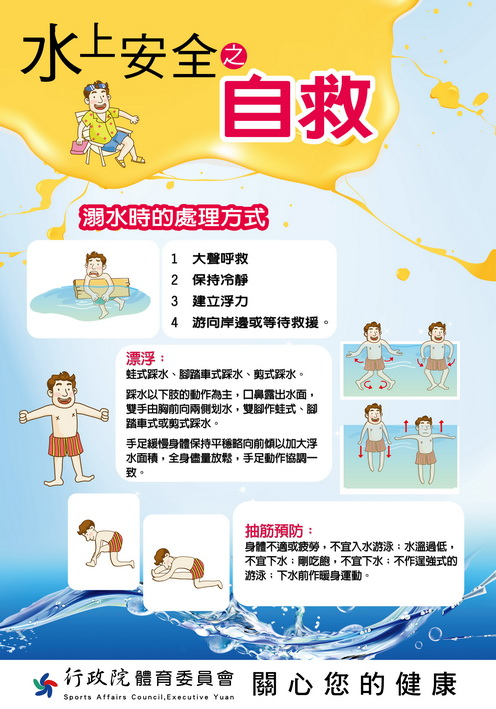 水上安全之
自救
溺水時的處理方式
1 大聲呼救
2 保持冷靜
3 建立浮力
4 游向岸邊或等待救援。
漂浮：
蛙式踩水、腳踏車式踩水、剪式踩水。
踩水以下肢的動作為主，口鼻露出水面，
雙手由胸前向兩側划水，雙腳作蛙式、腳
踏車式或剪式踩水。
手足緩慢身體保持平穩略向前傾以加大浮
水面積，全身儘量放鬆，手足動作協調一
致。
抽筋預防：
身體不適或疲勞，不宜入水游泳；水溫過低，
不宜下水；剛吃飽，不宜下水；不作逞強式的
游泳；下水前作暖身運動。
行政院體育委員會
Sports Affairs Council,Executive Yuan
關心您的健康